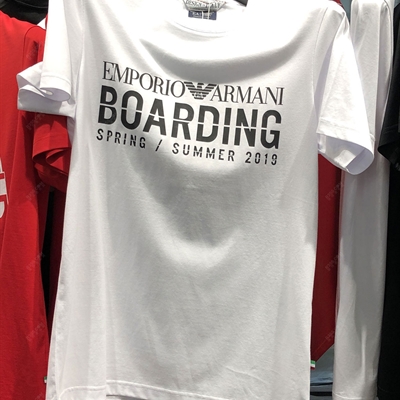 EMPORIO ARMANI
BOARDING
SPRING / SUMMER 2019